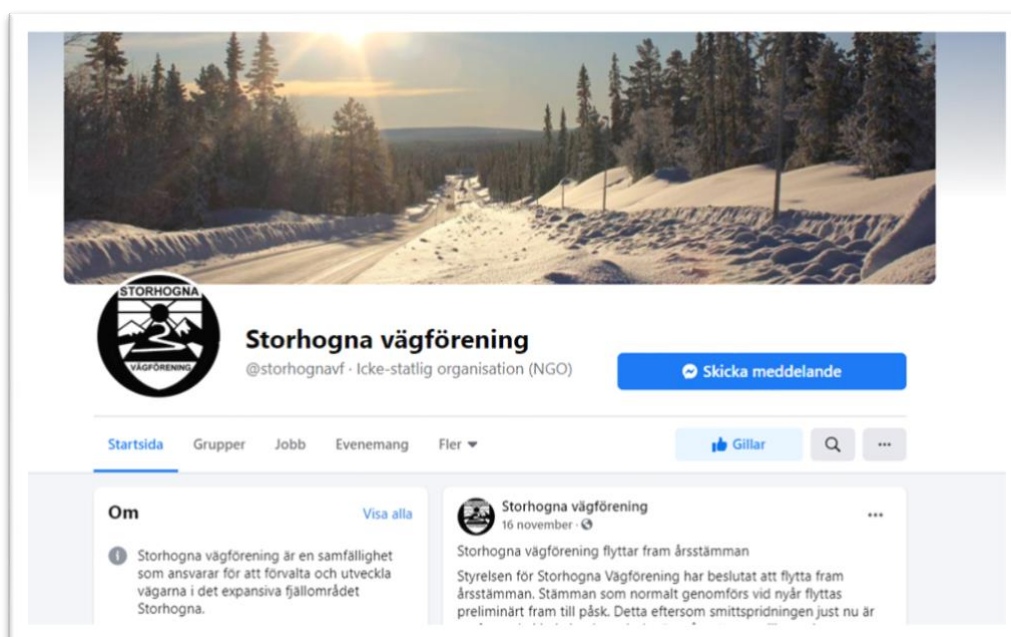 STORHOGNA
VÄGFÖRENING
Storhogna vägförening
@storhognavf · Icke-statlig organisation (NGO)
Skicka meddelande
Startsida Grupper Jobb Evenemang Fler
Gillar
Om
Visa alla
Storhogna vägförening är en samfällighet
som ansvarar för att förvalta och utveckla
vägarna i det expansiva fjällområdet
Storhogna.
Storhogna vägförening
16 november ·
Storhogna vägförening flyttar fram årsstämman
Styrelsen för Storhogna Vägförening har beslutat att flytta fram
årsstämman. Stämman som normalt genomförs vid nyår flyttas
preliminärt fram till påsk. Detta eftersom smittspridningen just nu är